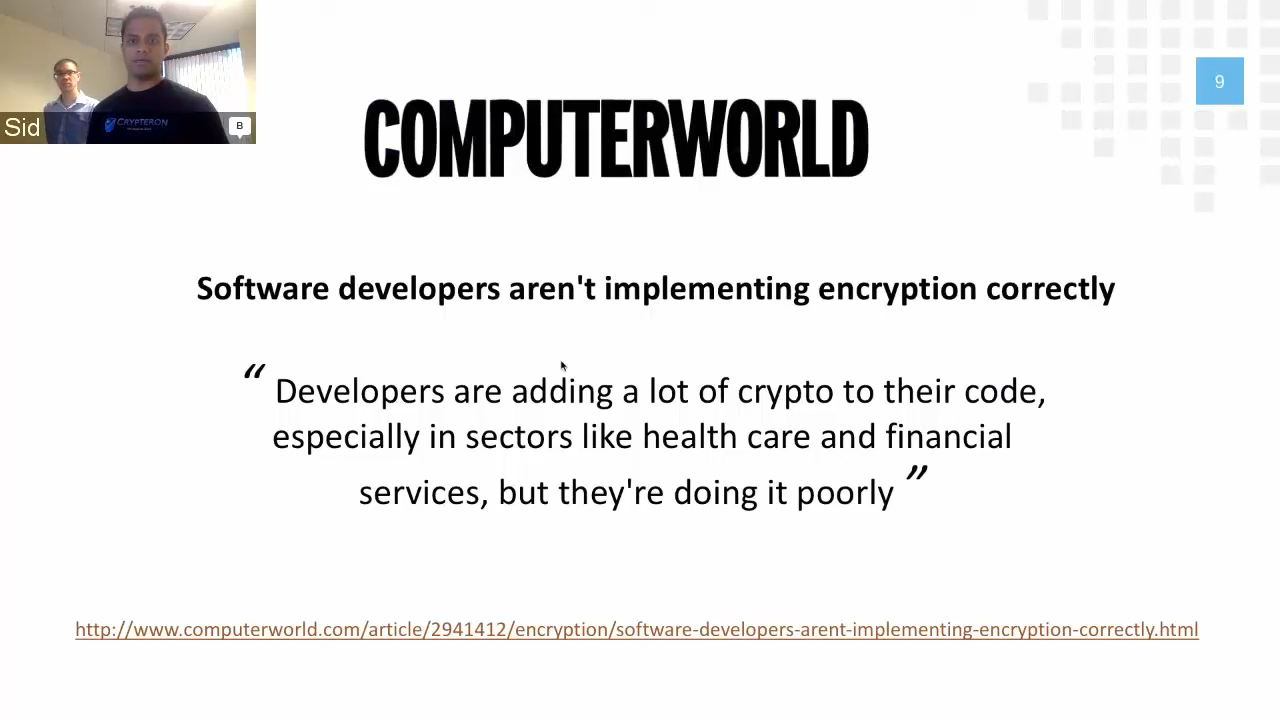 Sid
CRYPTERON
B
9
COMPUTERWORLD
Software developers aren't implementing encryption correctly
“ Developers are adding a lot of crypto to their code,
especially in sectors like health care and financial
services, but they're doing it poorly ”
http://www.computerworld.com/article/2941412/encryption/software-developers-arent-implementing-encryption-correctly.html